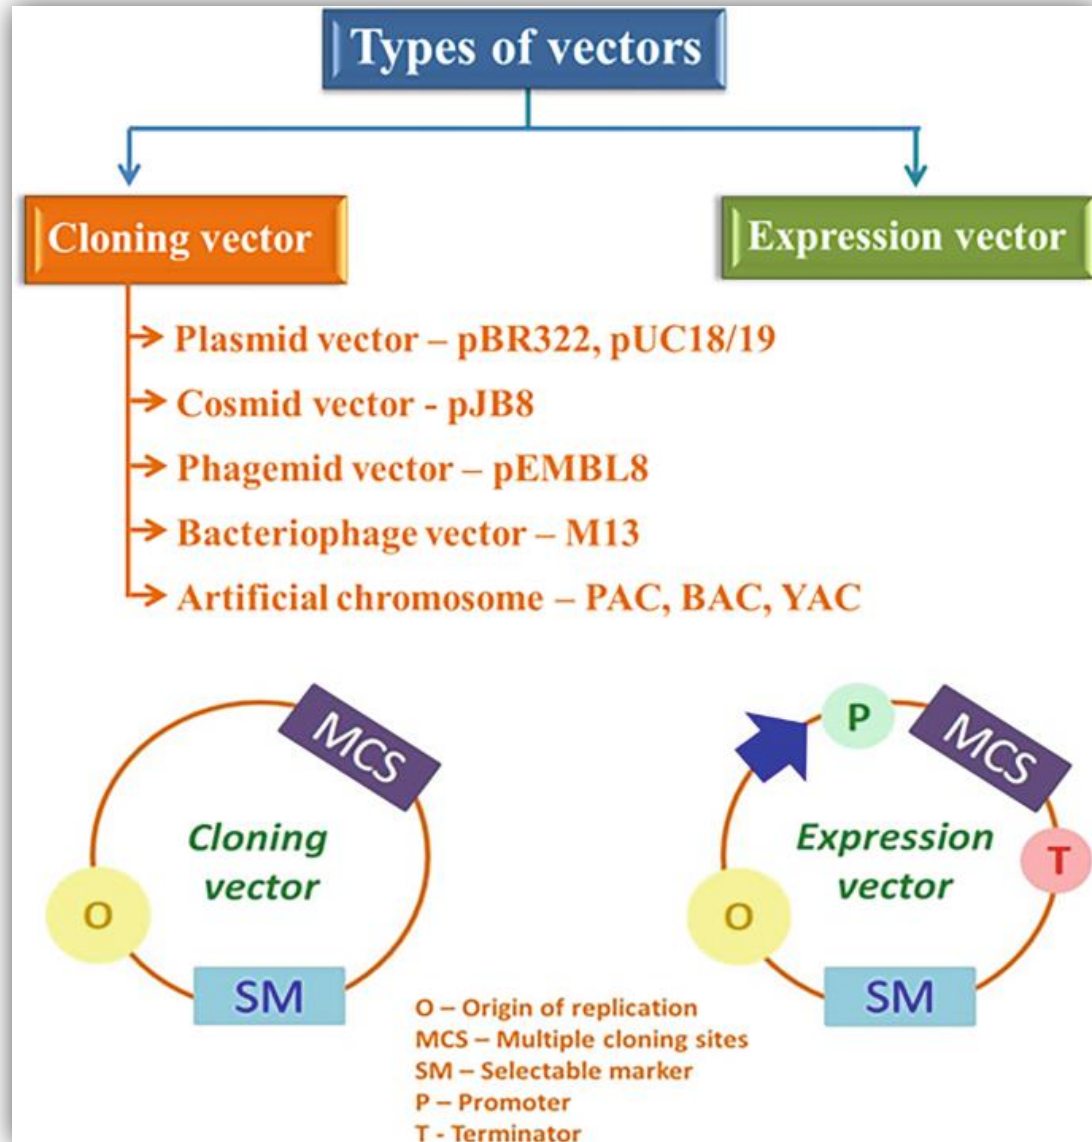 Types of vectors
Cloning vector
Expression vector
Plasmid vector – pBR322, pUC18/19
Cosmid vector - pJB8
Phagemid vector – pEMBL8
Bacteriophage vector – M13
Artificial chromosome – PAC, BAC, YAC
MCS
Cloning
vector
O
SM
P
MCS
Expression
vector
T
O
SM
O – Origin of replication
MCS – Multiple cloning sites
SM – Selectable marker
P – Promoter
T - Terminator